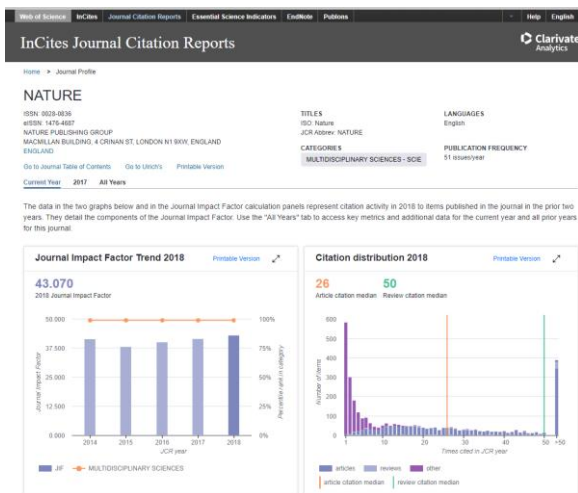 Web of Science InCites Journal Citation Reports Essential Science Indicators EndNote Publons Help English
InCites Journal Citation Reports
Clarivate
Analytics
Home > Journal Profile
NATURE
ISSN: 0028-0836
eISSN: 1476-4687
NATURE PUBLISHING GROUP
MACMILLAN BUILDING, 4 CRINAN ST, LONDON N1 9XW, ENGLAND
ENGLAND
TITLES
ISO: Nature
JCR Abbrev: NATURE
LANGUAGES
English
CATEGORIES
MULTIDISCIPLINARY SCIENCES - SCIE
PUBLICATION FREQUENCY
51 issues/year
Go to Journal Table of Contents Go to Ulrich's Printable Version
Current Year 2017 All Years
The data in the two graphs below and in the Journal Impact Factor calculation panels represent citation activity in 2018 to items published in the journal in the prior two
years. They detail the components of the Journal Impact Factor. Use the "All Years" tab to access key metrics and additional data for the current year and all prior years
for this journal.
Journal Impact Factor Trend 2018 Printable Version
43.070
2018 Journal Impact Factor
50.000 100%
37.500 75%
25.000 50%
12.500 25%
0.000 0%
Journal Impact Factor
Percentile rank in category
2014 2015 2016 2017 2018
JCR year
JIF MULTIDISCIPLINARY SCIENCES
Citation distribution 2018 Printable Version
26 50
Article citation median Review citation median
600
500
400
300
200
100
0
Number of items
1 10 20 30 40 50 >50
Times cited in JCR year
articles reviews other
article citation median review citation median